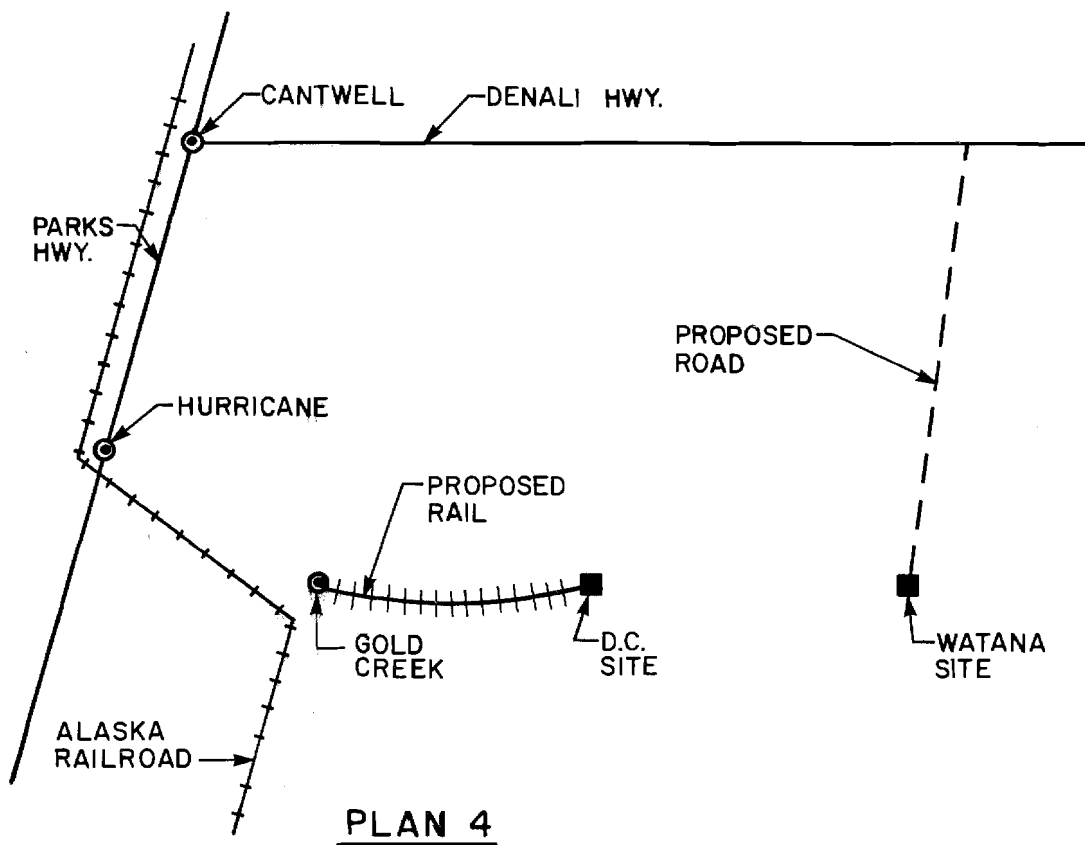 CANTWELL
DENALI HWY.
PARKS
HWY.
PROPOSED
ROAD
HURRICANE
PROPOSED
RAIL
GOLD
CREEK
D.C.
SITE
WATANA
SITE
ALASKA
RAILROAD
PLAN 4